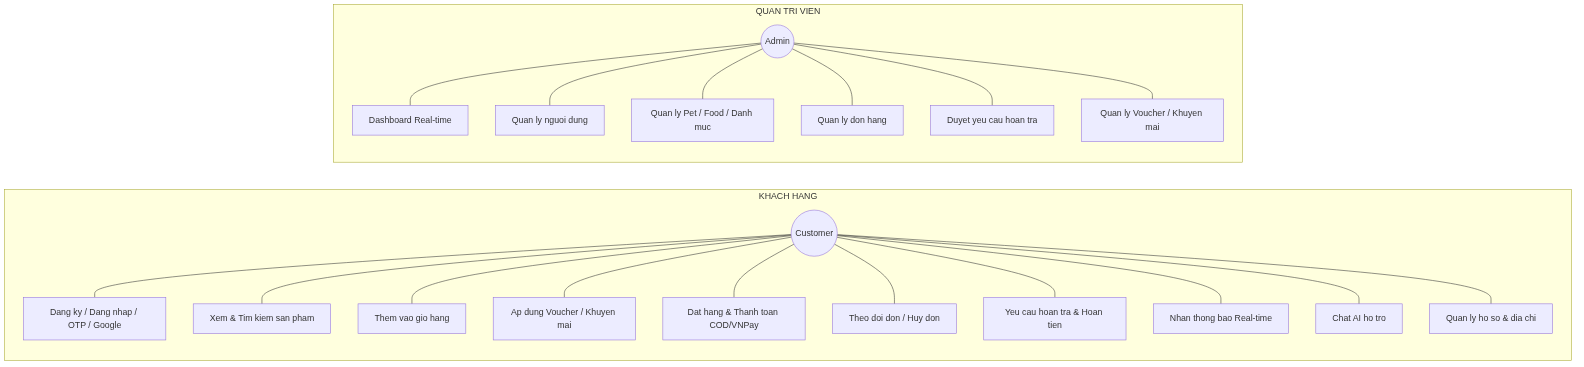 QUAN TRI VIEN
Admin
Dashboard Real-time
Quan ly nguoi dung
Quan ly Pet / Food / Danh
muc
Quan ly don hang
Duyet yeu cau hoan tra
Quan ly Voucher / Khuyen
mai
KHACH HANG
Customer
Dang ky / Dang nhap /
OTP / Google
Xem & Tim kiem san pham
Them vao gio hang
Ap dung Voucher / Khuyen
mai
Dat hang & Thanh toan
COD/VNPay
Theo doi don / Huy don
Yeu cau hoan tra & Hoan
tien
Nhan thong bao Real-time
Chat AI ho tro
Quan ly ho so & dia chi